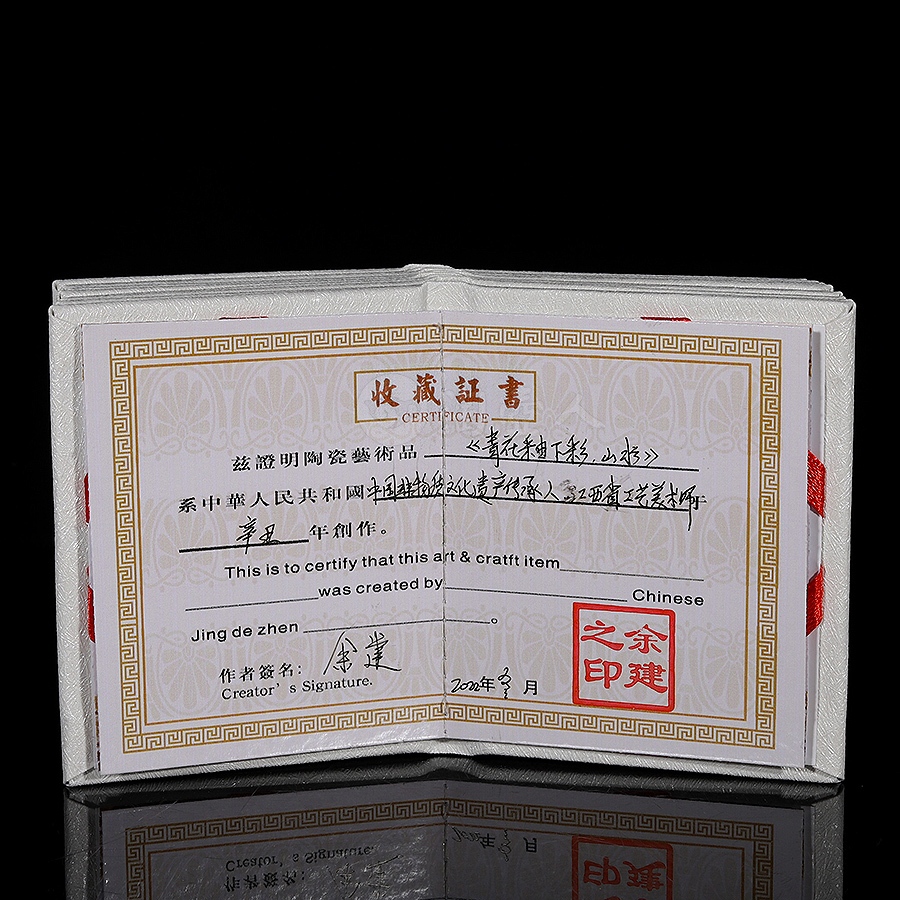 收藏証書
CERTIFICATE
兹證明陶瓷藝術品《青花釉下彩.山水》
系中華人民共和國中国非物质文化遗产传承人 江西省工艺美术师于
辛丑年創作。
This is to certify that this art & cratft item
was created by Chinese
Jing de zhen 。
作者簽名: 余建
Creator's Signature.
2022年 月
余建之印